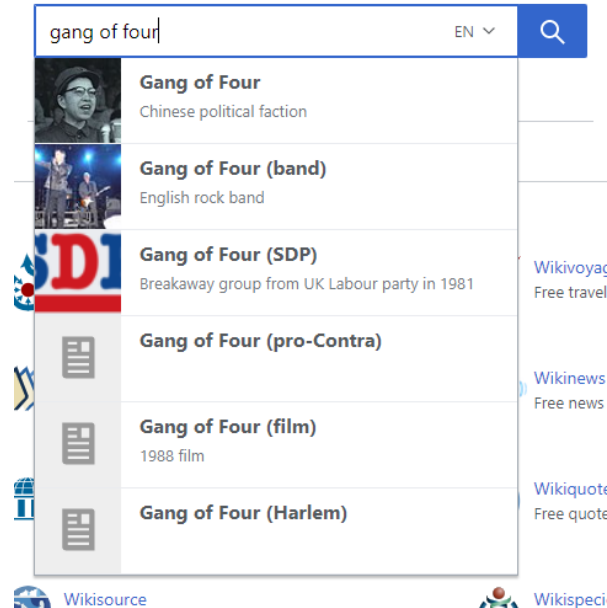 gang of four
EN
Gang of Four
Chinese political faction
Gang of Four (band)
English rock band
SDP
Gang of Four (SDP)
Breakaway group from UK Labour party in 1981
Gang of Four (pro-Contra)
Gang of Four (film)
1988 film
Gang of Four (Harlem)
Free travel
Wikinews
Free news
Wikiquote
Free quote
Wikisource